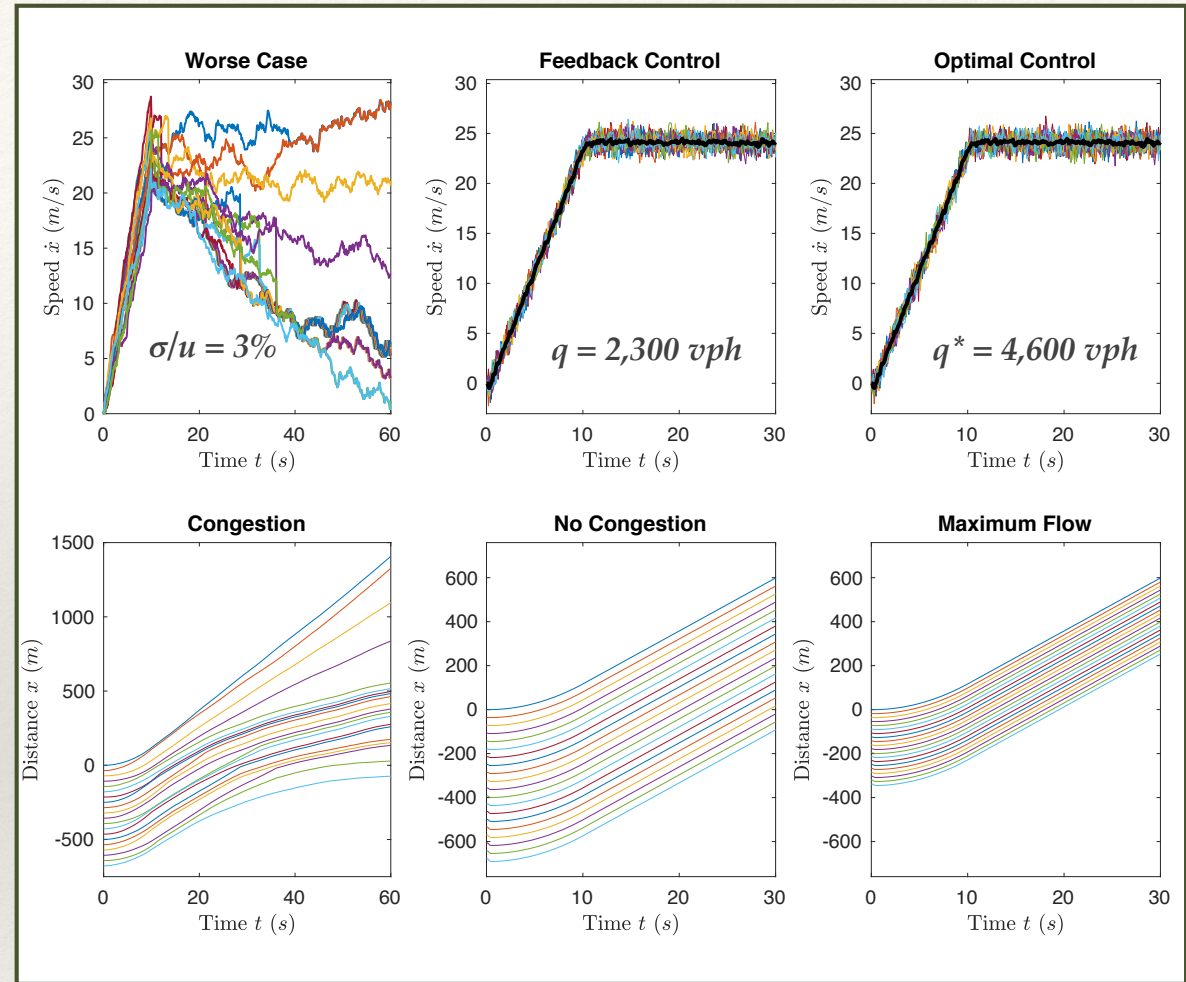 Worse Case
30
25
20
15
10
5
0
Speed ẋ (m/s)
σ/u = 3%
0 20 40 60
Time t (s)
Feedback Control
30
25
20
15
10
5
0
Speed ẋ (m/s)
q = 2,300 vph
0 10 20 30
Time t (s)
Optimal Control
30
25
20
15
10
5
0
Speed ẋ (m/s)
q* = 4,600 vph
0 10 20 30
Time t (s)
Congestion
1500
1000
500
0
-500
Distance x (m)
0 20 40 60
Time t (s)
No Congestion
600
400
200
0
-200
-400
-600
Distance x (m)
0 10 20 30
Time t (s)
Maximum Flow
600
400
200
0
-200
-400
-600
Distance x (m)
0 10 20 30
Time t (s)